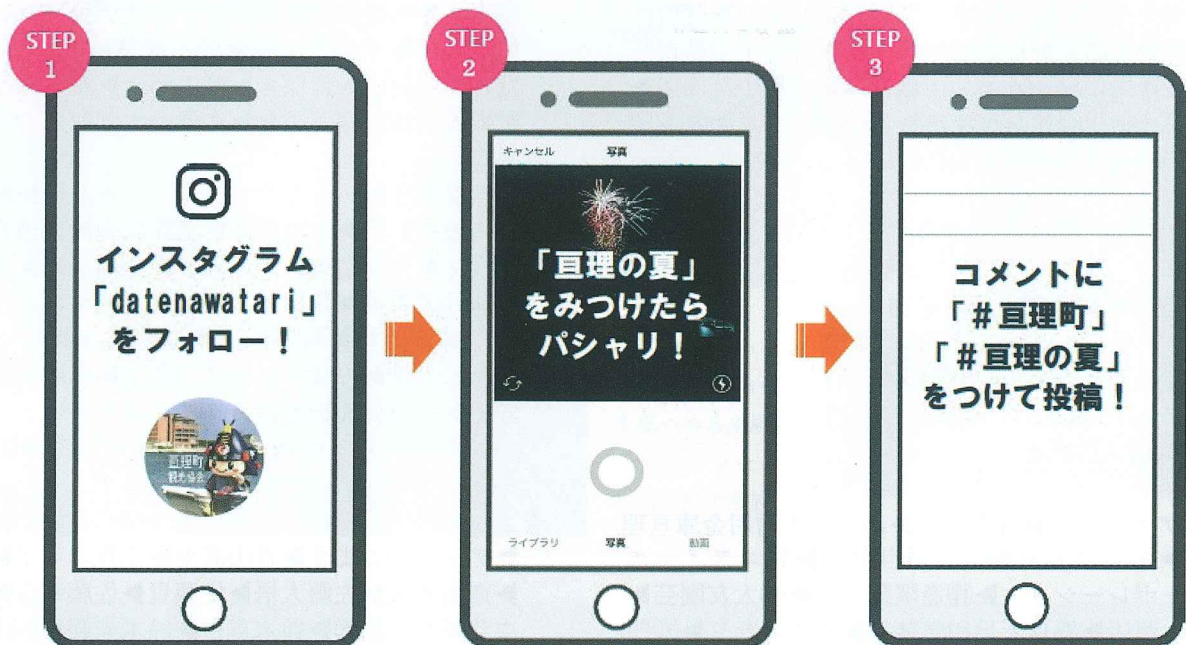 STEP
1
インスタグラム
「datenawatari」
をフォロー！
亘理町
観光協会
STEP
2
キャンセル
写真
「亘理の夏」
をみつけたら
パシャリ！
ライブラリ
写真
動画
STEP
3
コメントに
「＃亘理町」
「＃亘理の夏」
をつけて投稿！